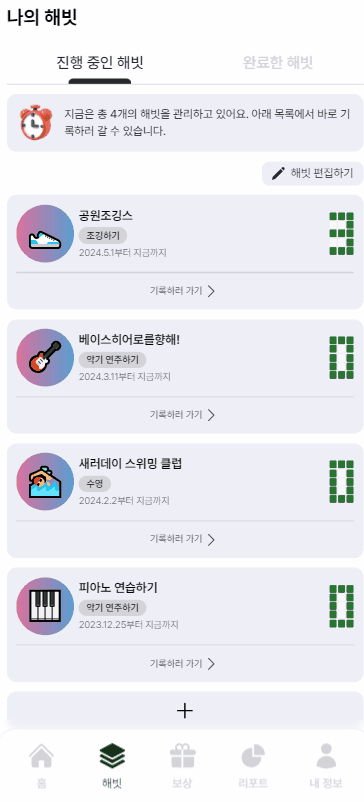 나의 해빗
진행 중인 해빗 완료한 해빗
지금은 총 4개의 해빗을 관리하고 있어요. 아래 목록에서 바로 기
록하러 갈 수 있습니다.
해빗 편집하기
공원조깅스
조깅하기
2024.5.1부터 지금까지
3
기록하러 가기
베이스히어로를향해!
악기 연주하기
2024.3.11부터 지금까지
0
기록하러 가기
새러데이 스위밍 클럽
수영
2024.2.2부터 지금까지
0
기록하러 가기
피아노 연습하기
악기 연주하기
2023.12.25부터 지금까지
0
기록하러 가기
홈 해빗 보상 리포트 내 정보